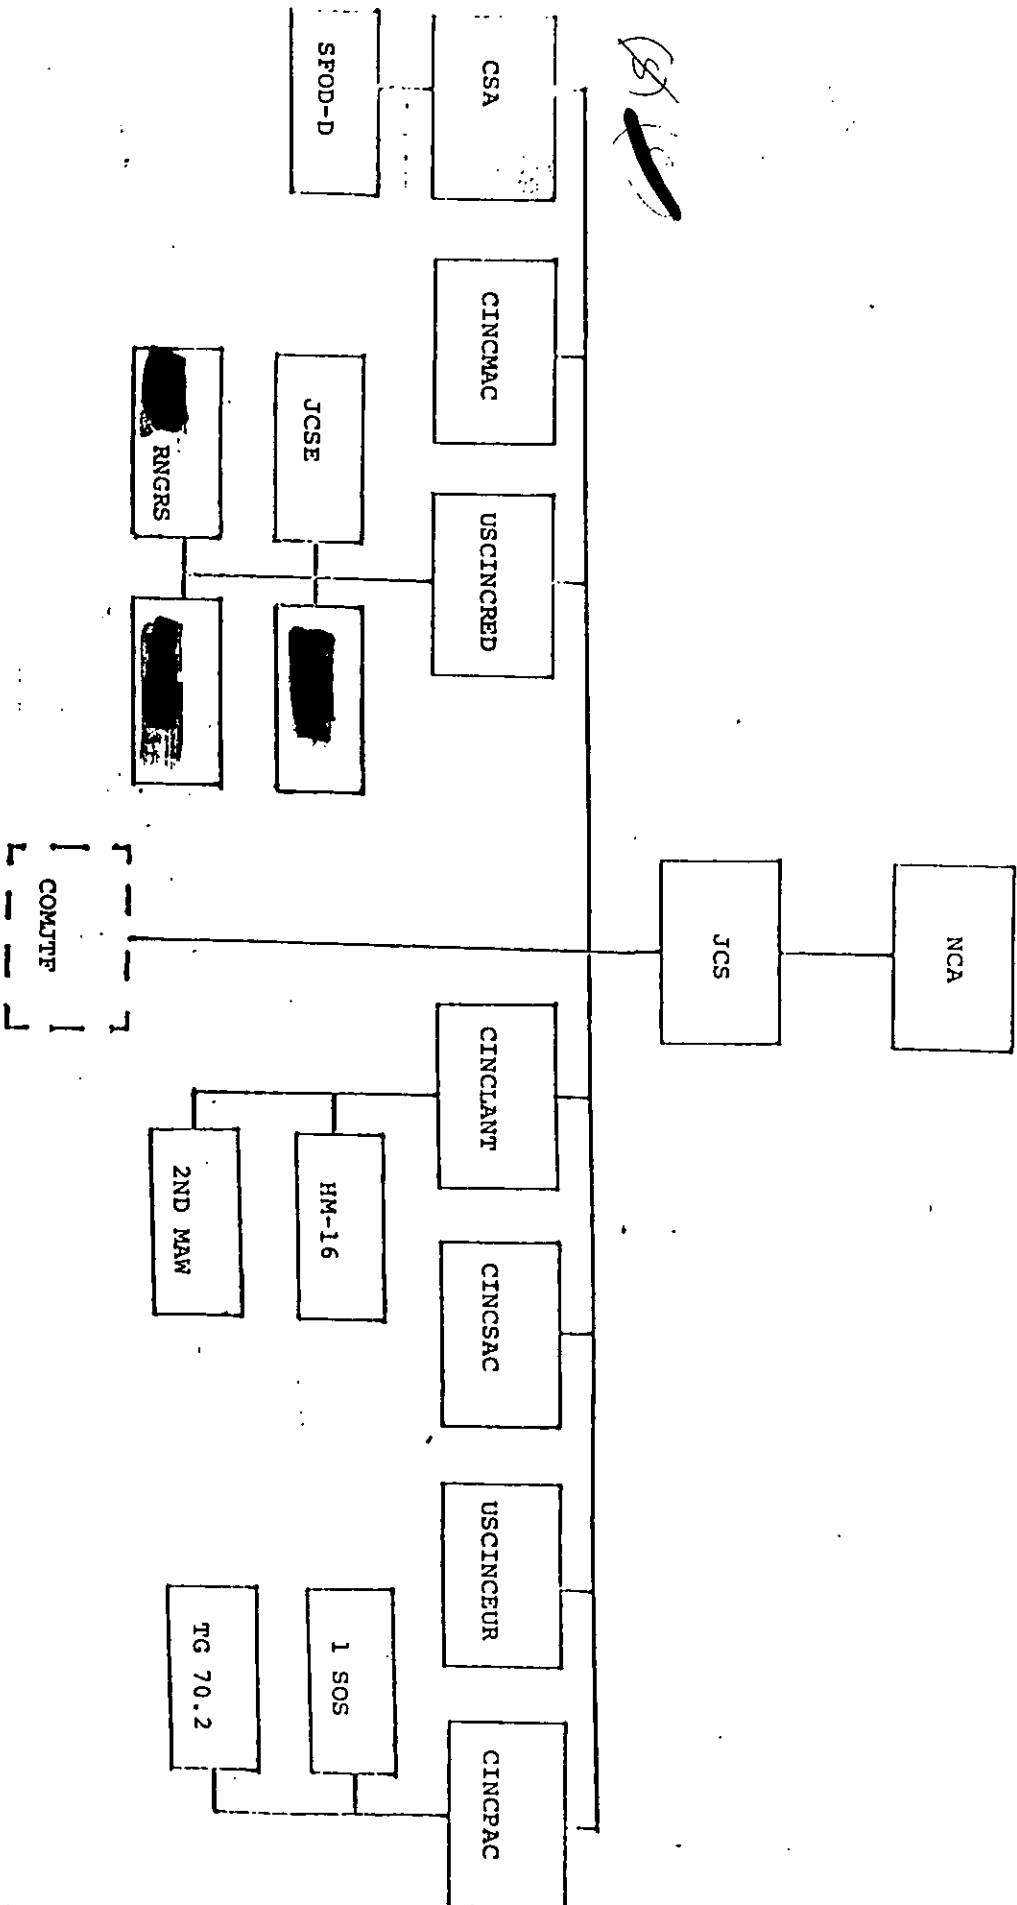 NCA
JCS
CSA
CINCMAC
USCINCRED
CINCLANT
CINCSAC
USCINCEUR
CINCPAC
SFOD-D
JCSE
HM-16
1 SOS
RNGRS
2ND MAW
TG 70.2
COMJTF
(S)